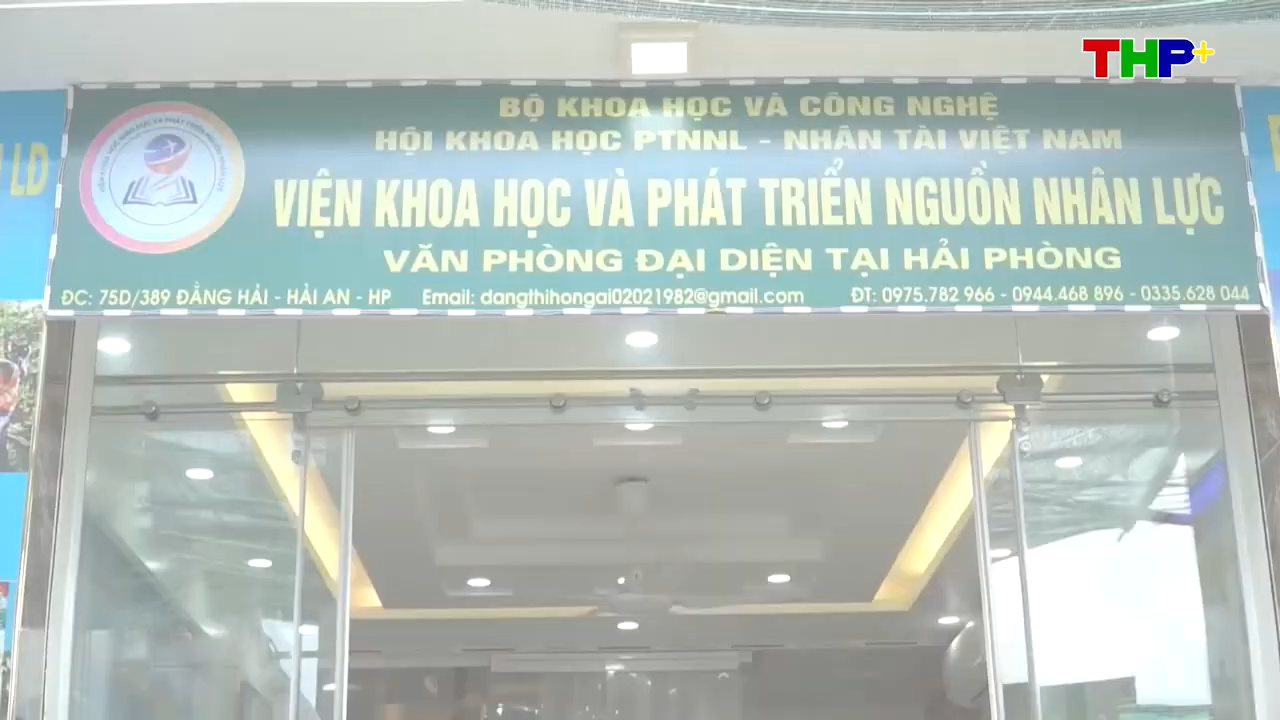 THP+
BỘ KHOA HỌC VÀ CÔNG NGHỆ
HỘI KHOA HỌC PTNNL - NHÂN TÀI VIỆT NAM
VIỆN KHOA HỌC VÀ PHÁT TRIỂN NGUỒN NHÂN LỰC
VĂN PHÒNG ĐẠI DIỆN TẠI HẢI PHÒNG
ĐC: 75D/389 ĐẰNG HẢI - HẢI AN - HP Email: dangthihongai02021982@gmail.com ĐT: 0975.782 966 - 0944.468 896 - 0335.628 044
LD